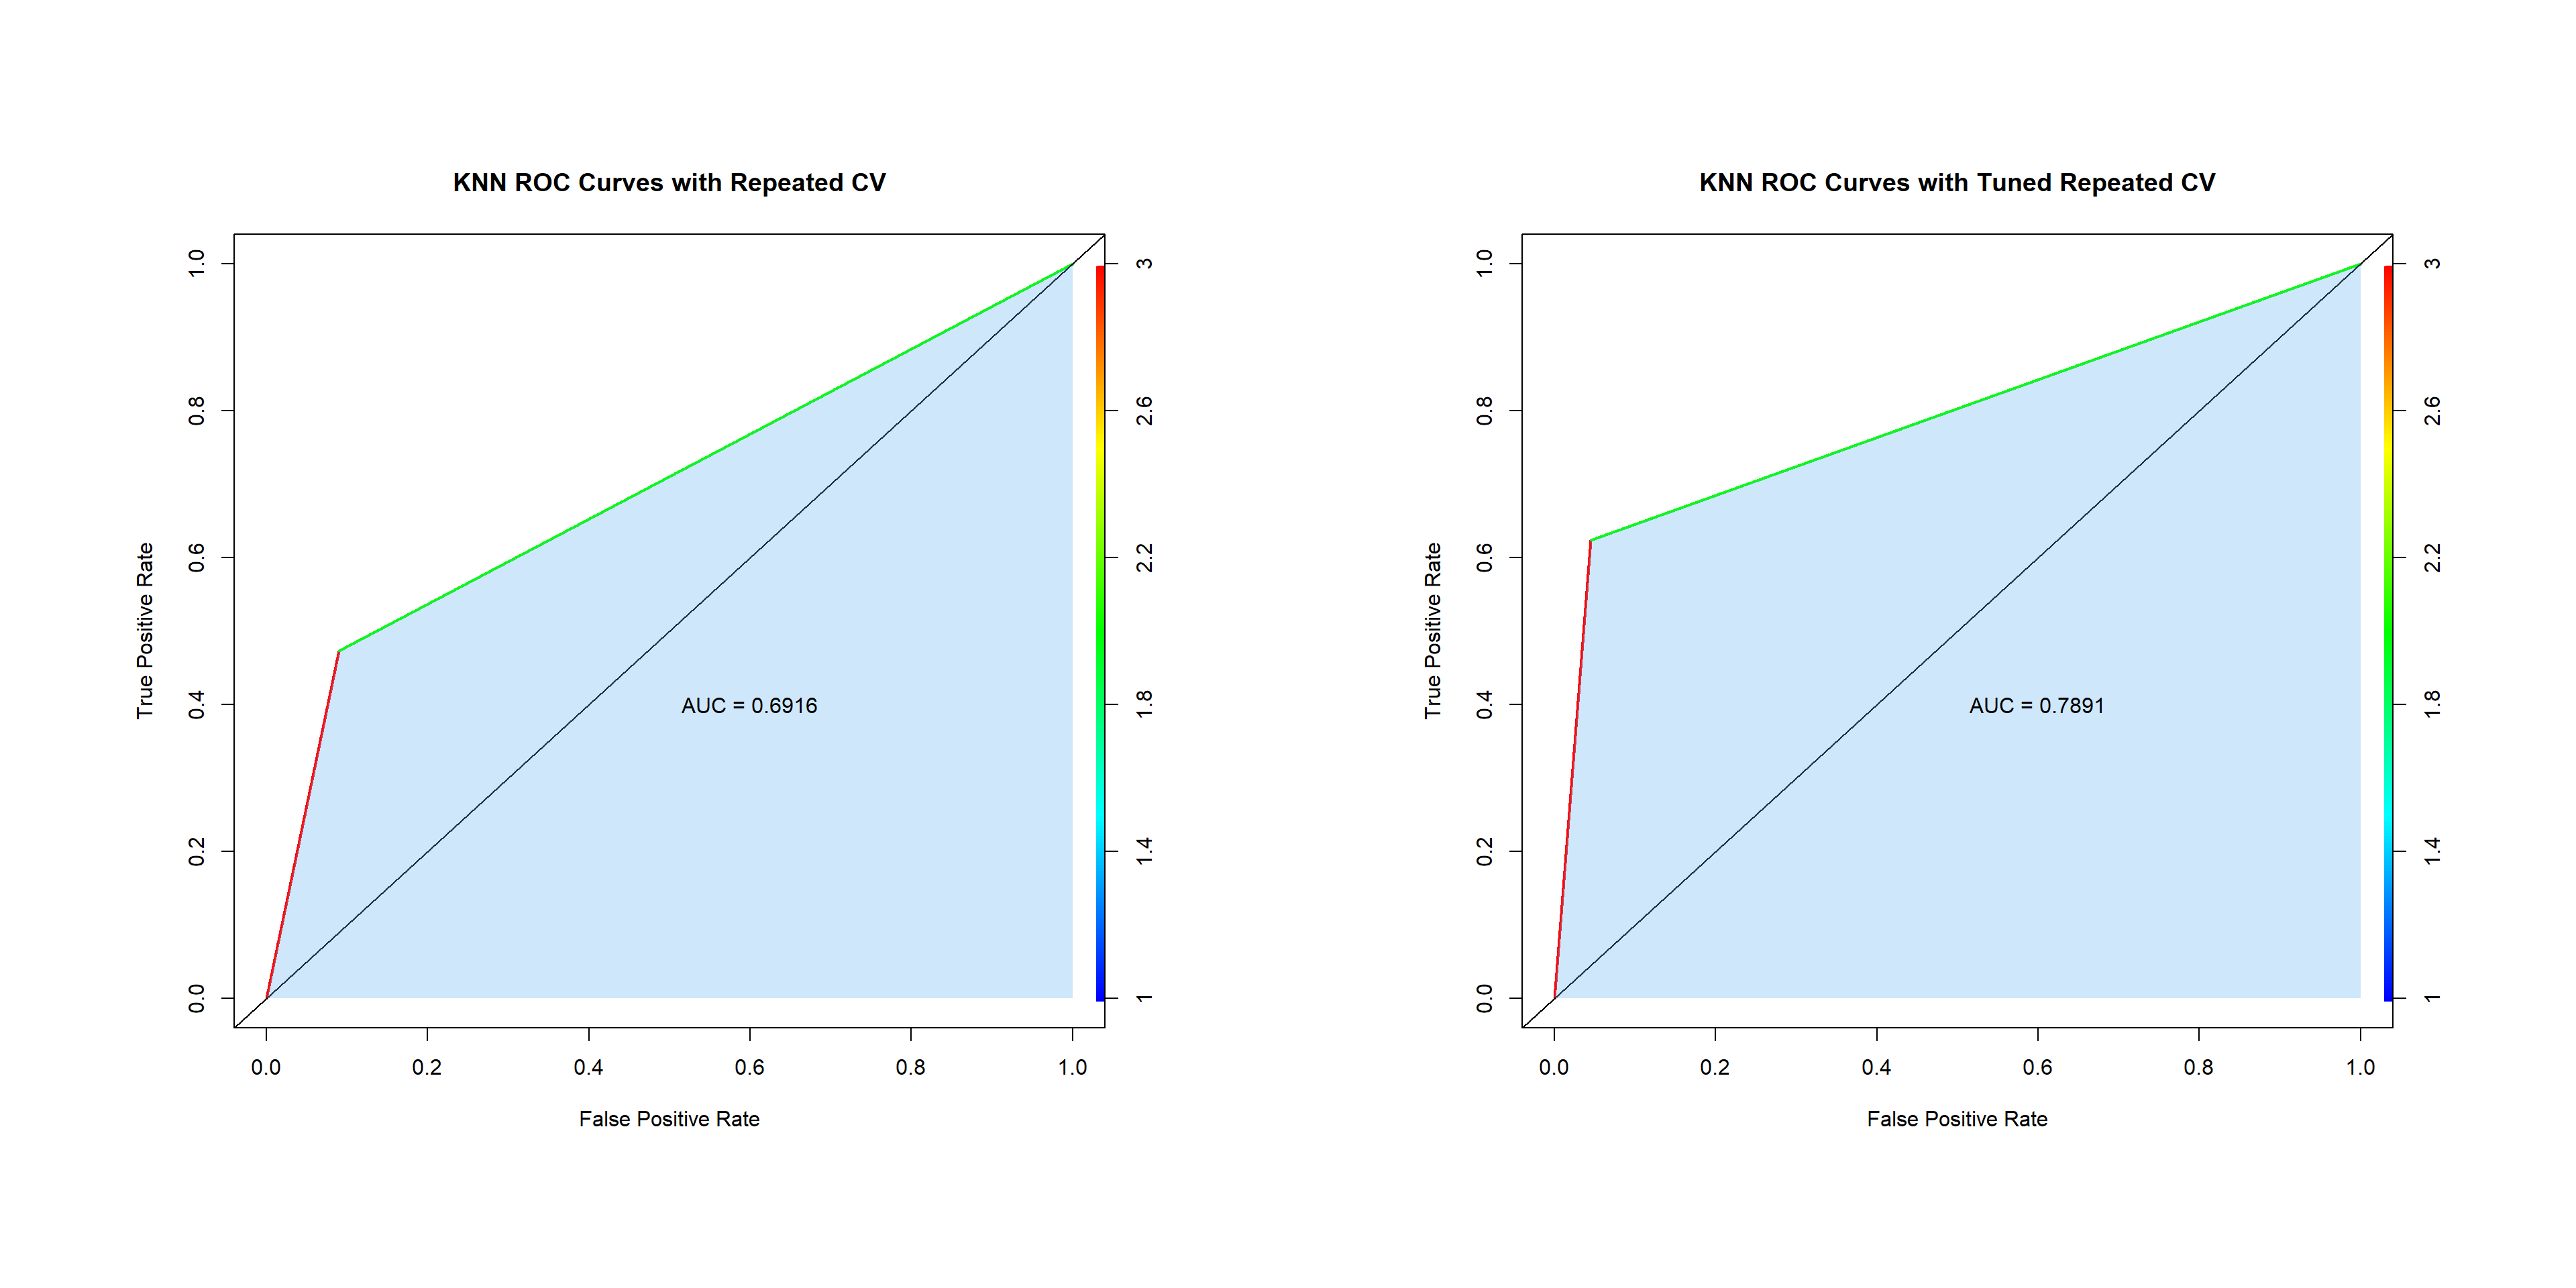 KNN ROC Curves with Repeated CV
True Positive Rate
1.0
0.8
0.6
0.4
0.2
0.0
AUC = 0.6916
3
2.6
2.2
1.8
1.4
1
0.0 0.2 0.4 0.6 0.8 1.0
False Positive Rate
KNN ROC Curves with Tuned Repeated CV
True Positive Rate
1.0
0.8
0.6
0.4
0.2
0.0
AUC = 0.7891
3
2.6
2.2
1.8
1.4
1
0.0 0.2 0.4 0.6 0.8 1.0
False Positive Rate